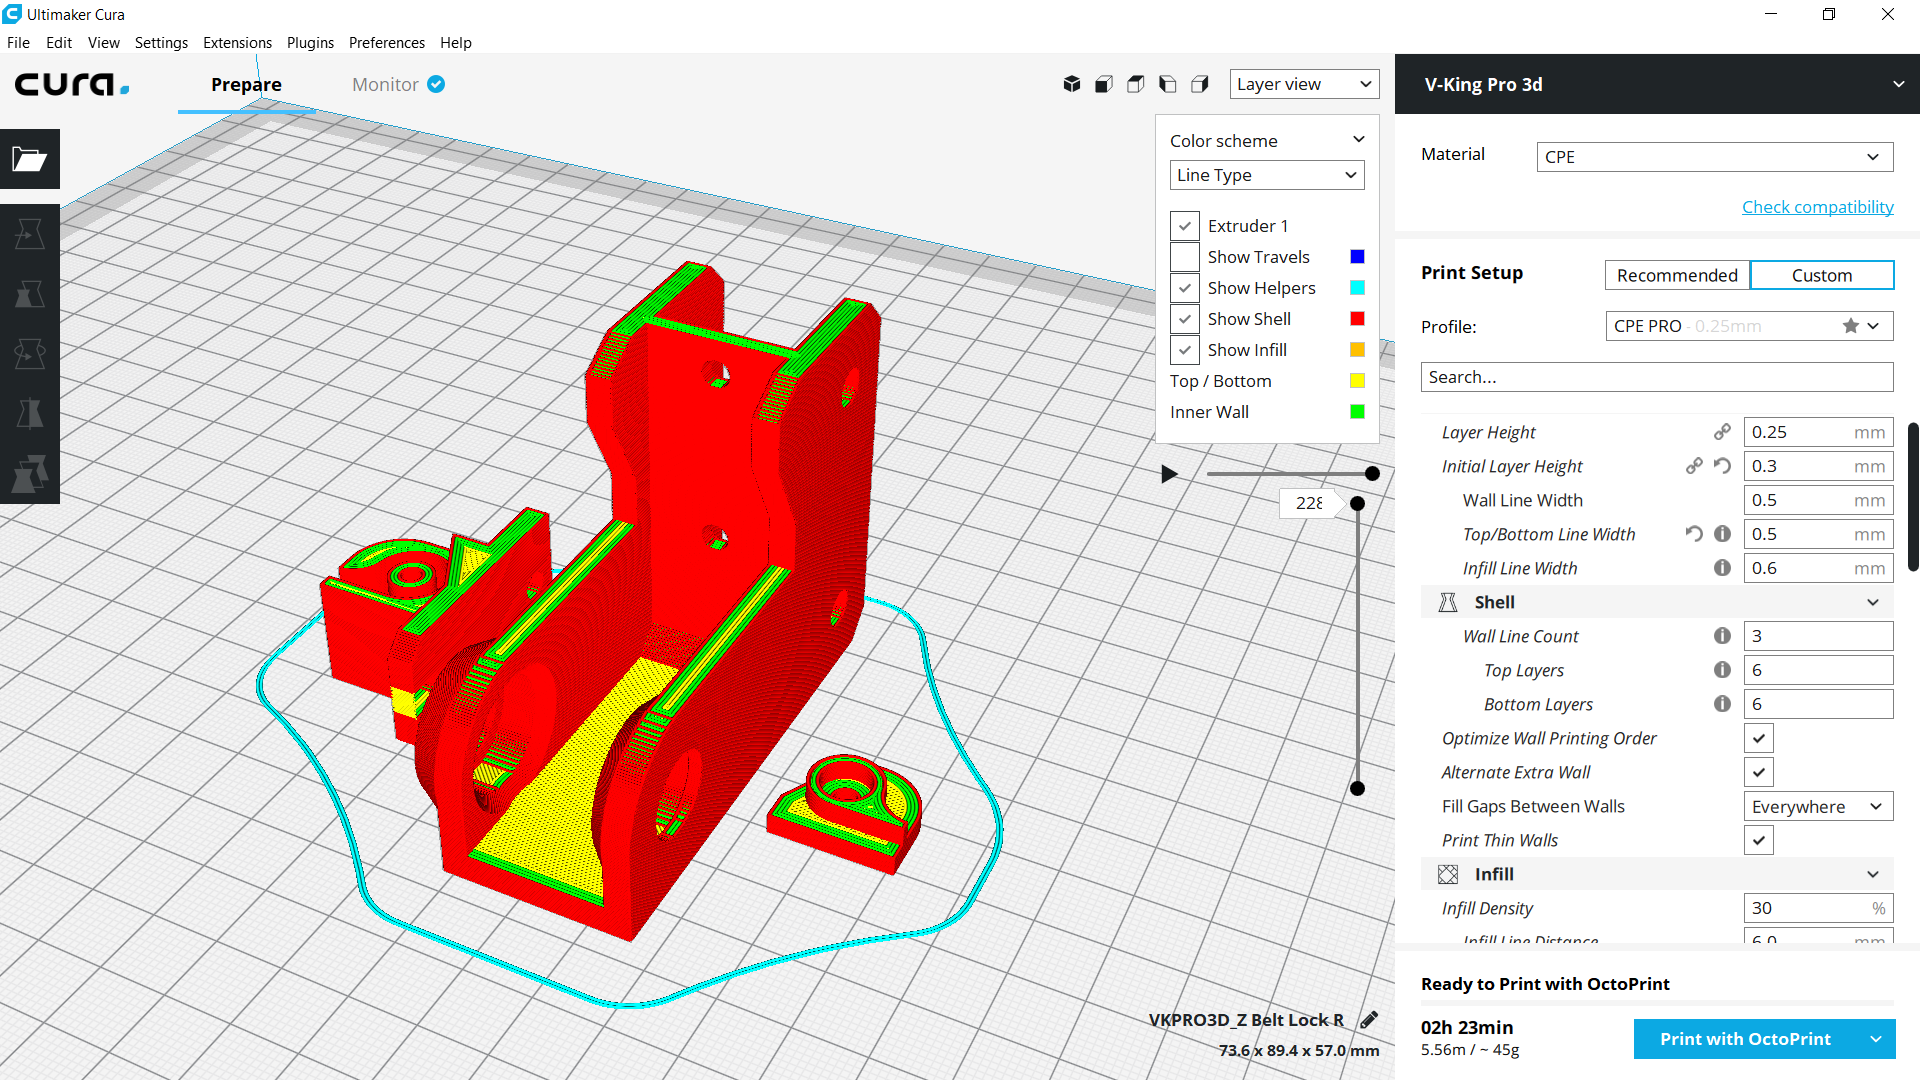 Ultimaker Cura
File Edit View Settings Extensions Plugins Preferences Help
cura.
Prepare
Monitor
Layer view
Color scheme
Line Type
Extruder 1
Show Travels
Show Helpers
Show Shell
Show Infill
Top / Bottom
Inner Wall
228
VKPRO3D_Z Belt Lock R
73.6 x 89.4 x 57.0 mm
V-King Pro 3d
Material
CPE
Check compatibility
Print Setup
Recommended
Custom
Profile:
CPE PRO - 0.25mm
Search...
Layer Height 0.25 mm
Initial Layer Height 0.3 mm
Wall Line Width 0.5 mm
Top/Bottom Line Width 0.5 mm
Infill Line Width 0.6 mm
Shell
Wall Line Count 3
Top Layers 6
Bottom Layers 6
Optimize Wall Printing Order
Alternate Extra Wall
Fill Gaps Between Walls Everywhere
Print Thin Walls
Infill
Infill Density 30 %
Infill Line Distance 6.0 mm
Ready to Print with OctoPrint
02h 23min
5.56m / ~ 45g
Print with OctoPrint